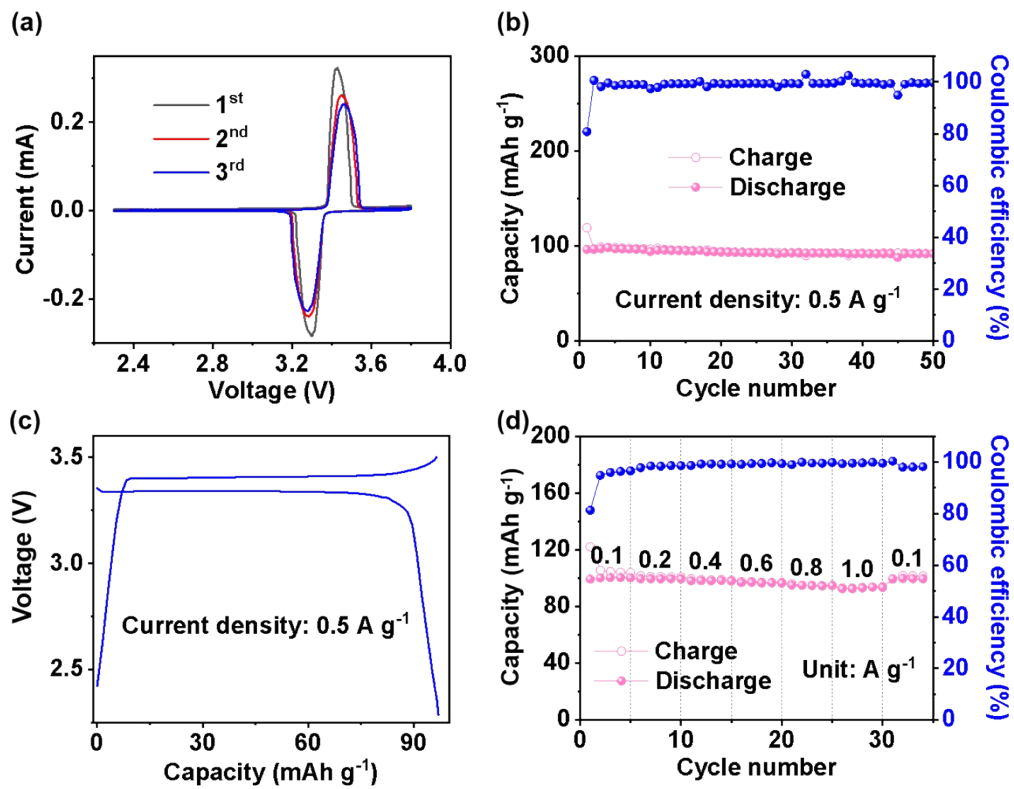 (a)
Current (mA)
0.2
0.0
-0.2
1st
2nd
3rd
2.4 3.2 3.6 4.0
Voltage (V)
(b)
Capacity (mAh g-1)
300
200
100
0
Charge
Discharge
Current density: 0.5 A g-1
0 10 20 30 40 50
Cycle number
100
80
60
40
20
0
Coulombic efficiency (%)
(c)
Voltage (V)
3.5
3.0
2.5
Current density: 0.5 A g-1
0 30 60 90
Capacity (mAh g-1)
(d)
Capacity (mAh g-1)
200
160
120
80
40
0
0.1 0.2 0.4 0.6 0.8 1.0 0.1
Charge
Discharge
Unit: A g-1
0 10 20 30
Cycle number
100
80
60
40
20
0
Coulombic efficiency (%)